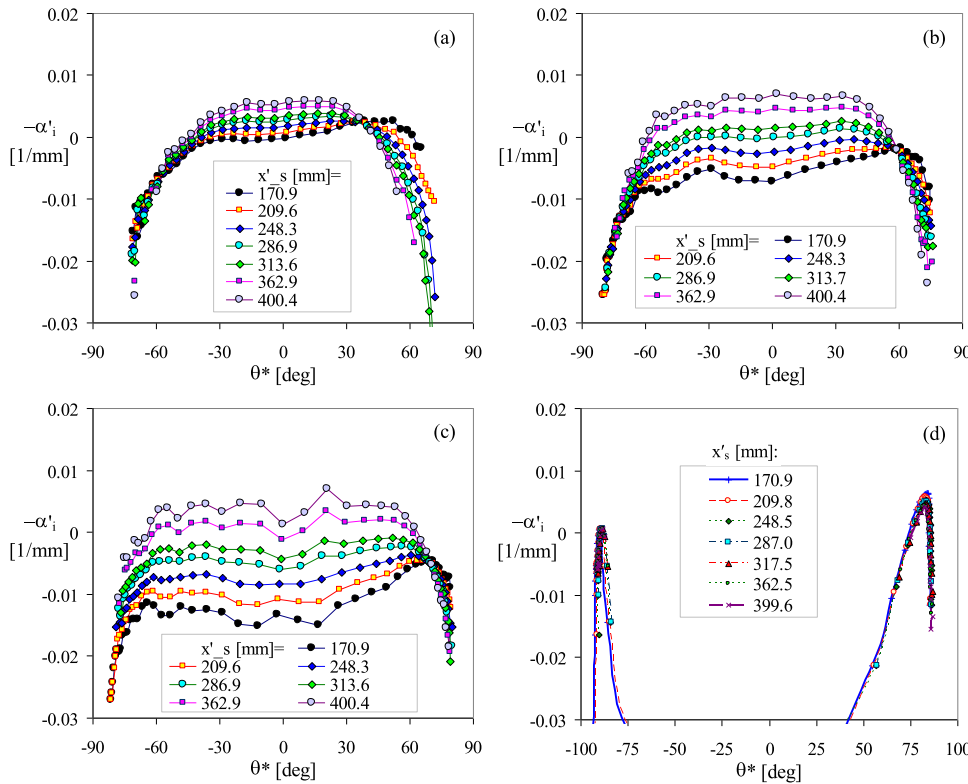 0.02
(a)
0.01
0
−α'i
[1/mm]
-0.01
-0.02
-0.03
x'_s [mm]=
170.9
209.6
248.3
286.9
313.6
362.9
400.4
-90 -60 -30 0 30 60 90
θ* [deg]
0.02
(b)
0.01
0
−α'i
[1/mm]
-0.01
-0.02
-0.03
x'_s [mm]= 170.9
209.6 248.3
286.9 313.7
362.9 400.4
-90 -60 -30 0 30 60 90
θ* [deg]
0.02
(c)
0.01
0
−α'i
[1/mm]
-0.01
-0.02
-0.03
x'_s [mm]= 170.9
209.6 248.3
286.9 313.6
362.9 400.4
-90 -60 -30 0 30 60 90
θ* [deg]
0.02
(d)
0.01
0
−α'i
[1/mm]
-0.01
-0.02
-0.03
x's [mm]:
170.9
209.8
248.5
287.0
317.5
362.5
399.6
-100 -75 -50 -25 0 25 50 75 100
θ* [deg]